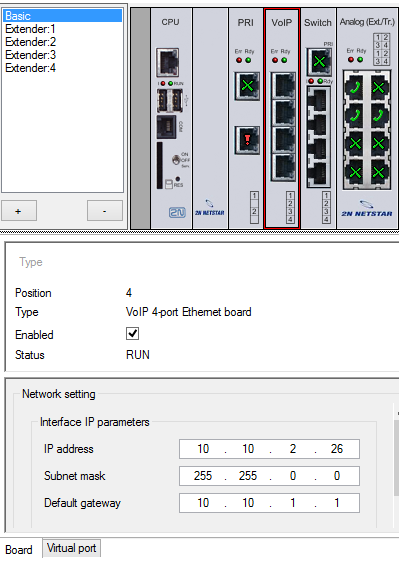 Basic
Extender:1
Extender:2
Extender:3
Extender:4
+ -
CPU PRI VoIP Switch Analog (Ext/Tr.)
PRI
Err Rdy Err Rdy Err Rdy
1 2
3 4
1 2
3 4
I RUN
I Rdy
COM
ON
OFF
RES
1
2
1
2
3
4
1
2
3
4
2N 2N NETSTAR 2N NETSTAR
Type
Position 4
Type VoIP 4-port Ethernet board
Enabled
Status RUN
Network setting
Interface IP parameters
IP address 10 . 10 . 2 . 26
Subnet mask 255 . 255 . 0 . 0
Default gateway 10 . 10 . 1 . 1
Board Virtual port